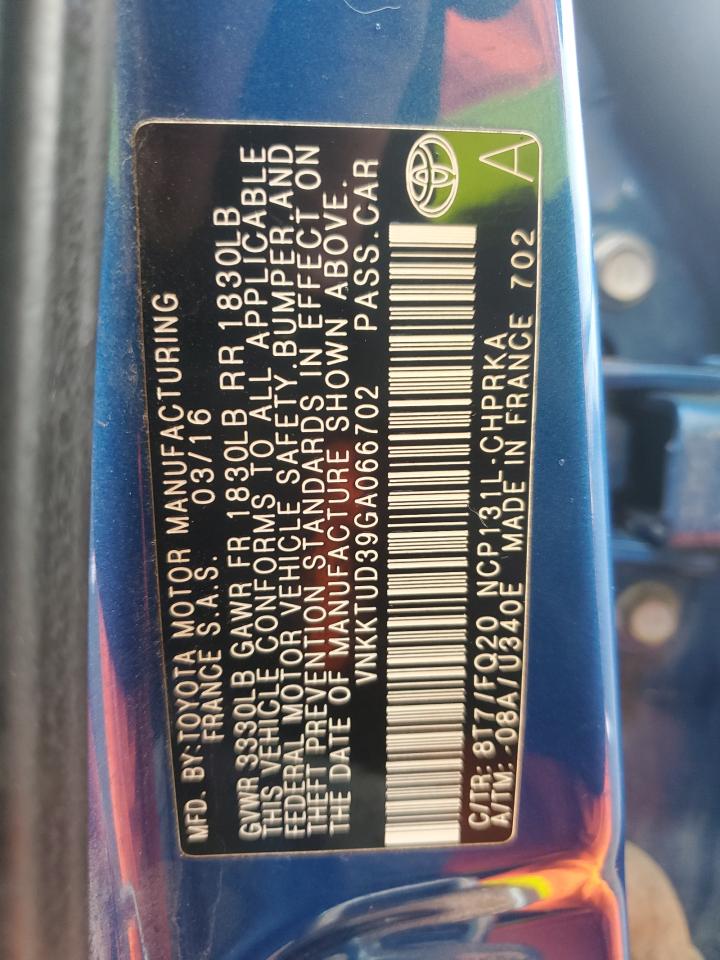 MFD. BY:TOYOTA MOTOR MANUFACTURING
FRANCE S.A.S. 03/16
GVWR 3330LB GAWR FR 1830LB RR 1830LB
THIS VEHICLE CONFORMS TO ALL APPLICABLE
FEDERAL MOTOR VEHICLE SAFETY,BUMPER,AND
THEFT PREVENTION STANDARDS IN EFFECT ON
THE DATE OF MANUFACTURE SHOWN ABOVE.
VNKKTUD39GA066702 PASS.CAR
C/TR: 8T7/FQ20 NCP131L-CHPRKA
A/TM: -08A/U340E MADE IN FRANCE 702
A